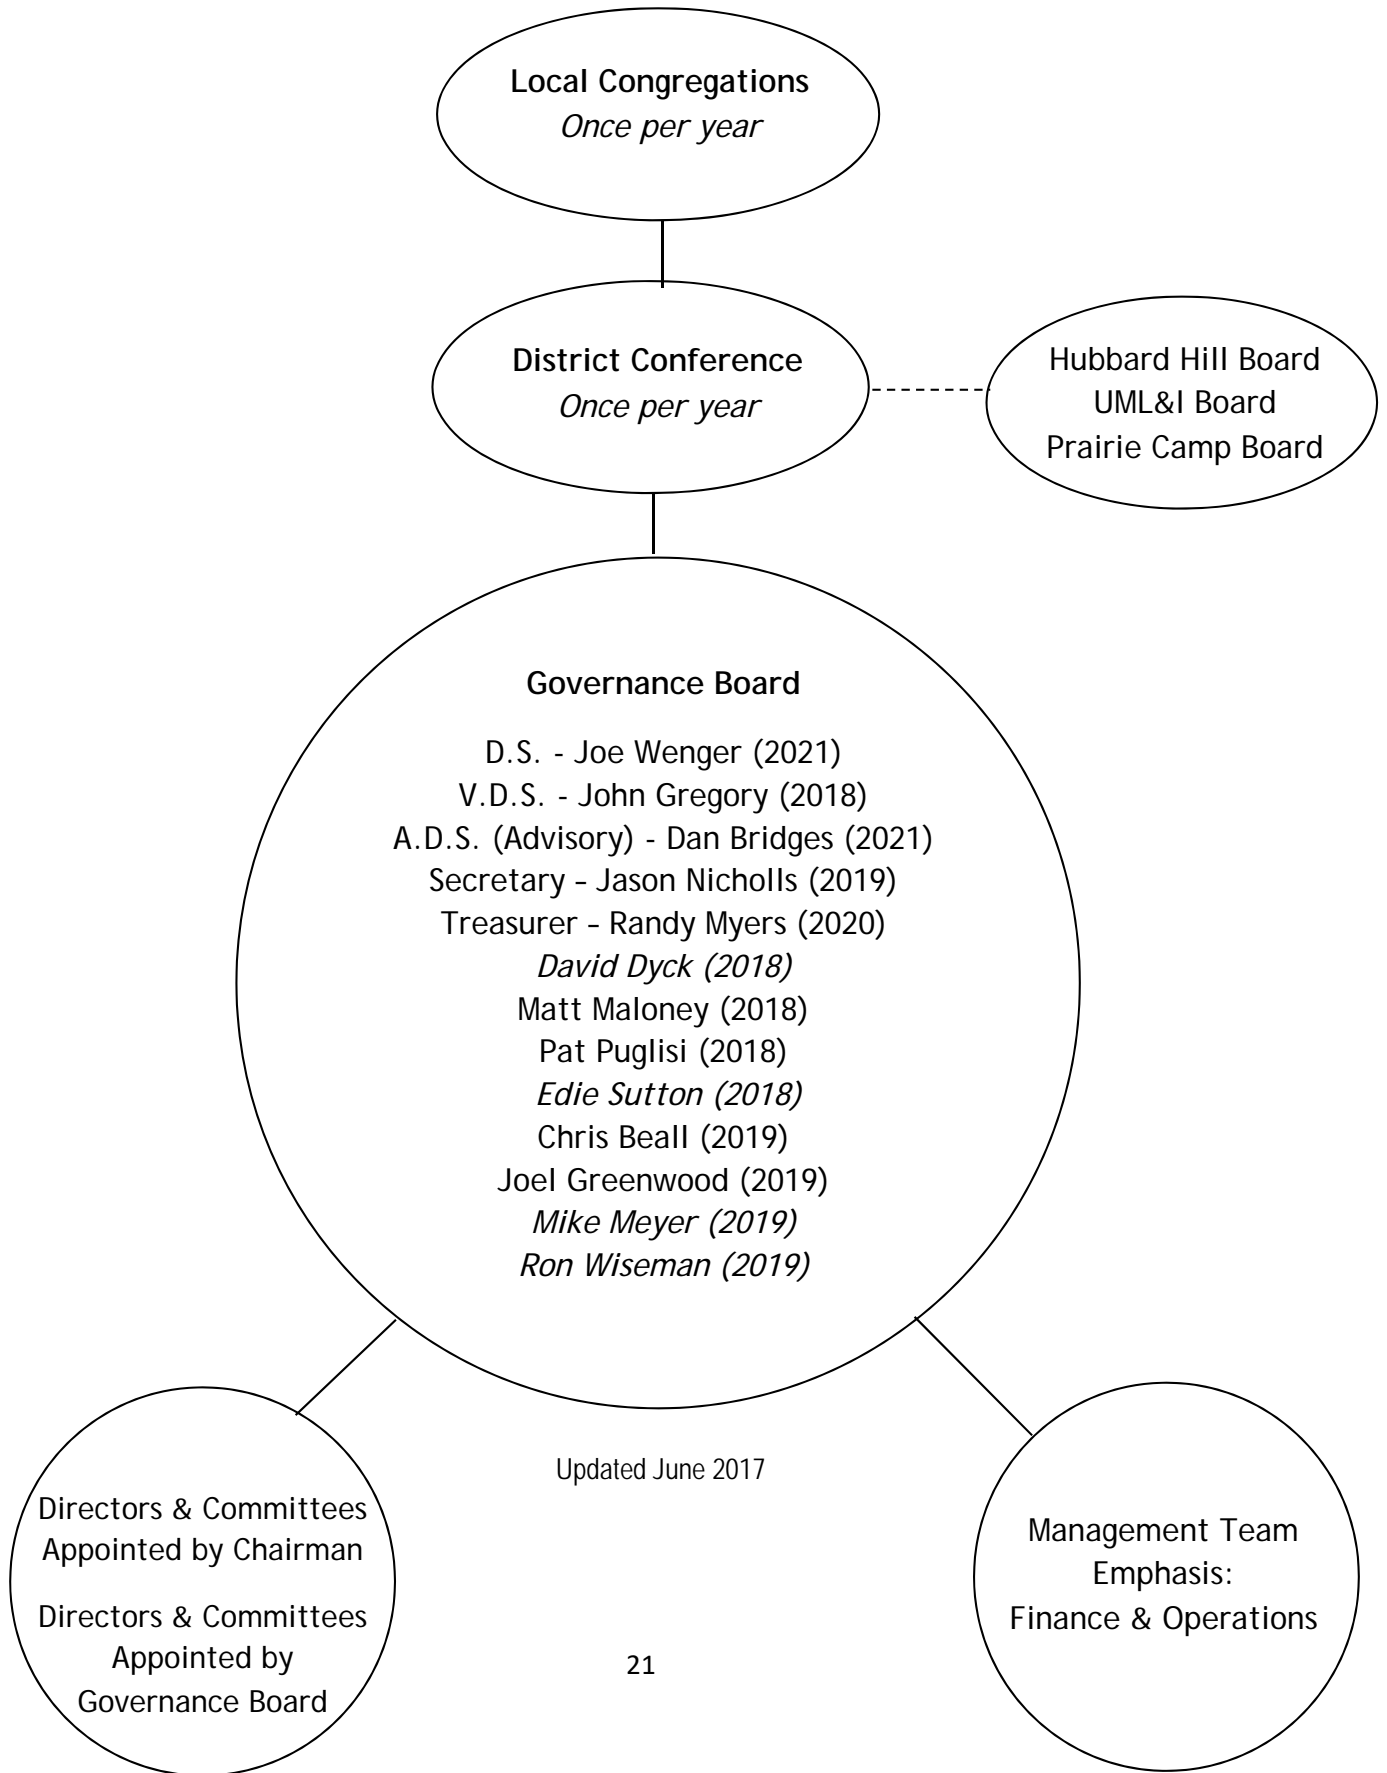 Local Congregations
Once per year
District Conference
Once per year
Hubbard Hill Board
UML&I Board
Prairie Camp Board
Governance Board
D.S. - Joe Wenger (2021)
V.D.S. - John Gregory (2018)
A.D.S. (Advisory) - Dan Bridges (2021)
Secretary – Jason Nicholls (2019)
Treasurer – Randy Myers (2020)
David Dyck (2018)
Matt Maloney (2018)
Pat Puglisi (2018)
Edie Sutton (2018)
Chris Beall (2019)
Joel Greenwood (2019)
Mike Meyer (2019)
Ron Wiseman (2019)
Updated June 2017
Directors & Committees
Appointed by Chairman
Directors & Committees
Appointed by
Governance Board
Management Team
Emphasis:
Finance & Operations
21